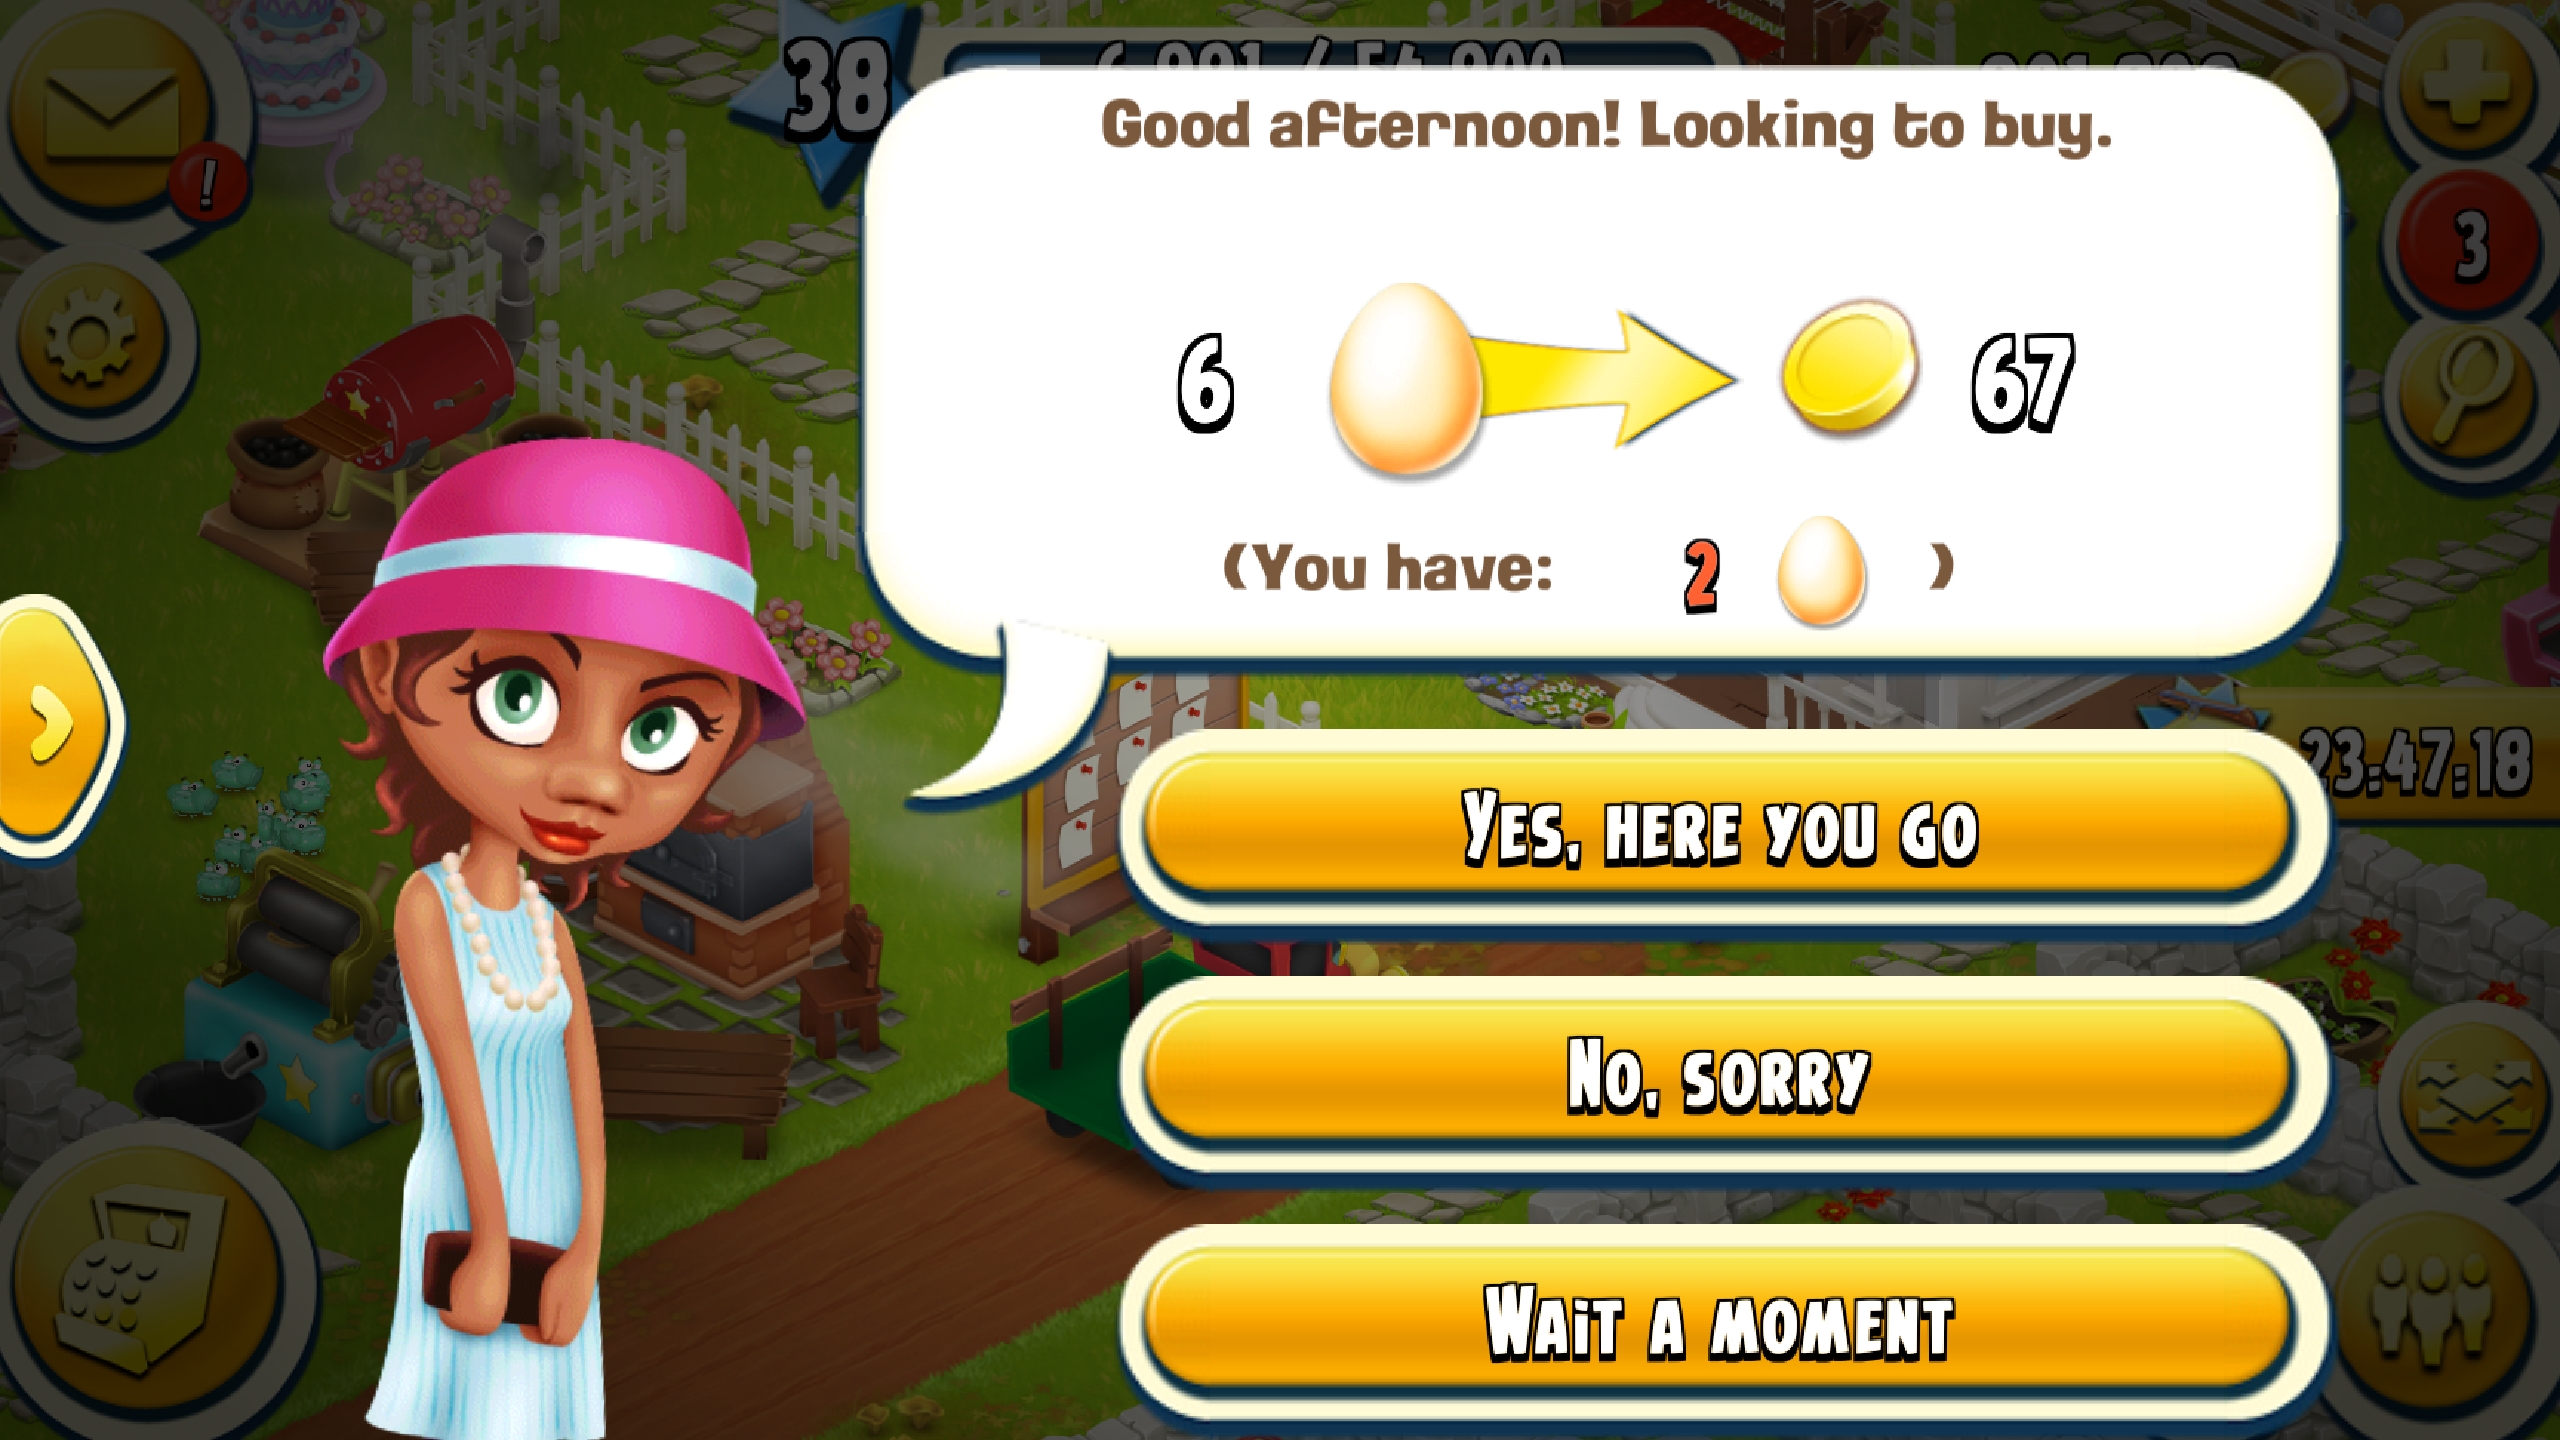 38
Good afternoon! Looking to buy.
!
3
6
67
(You have: 2 )
23:47:18
Yes, here you go
No, sorry
Wait a moment